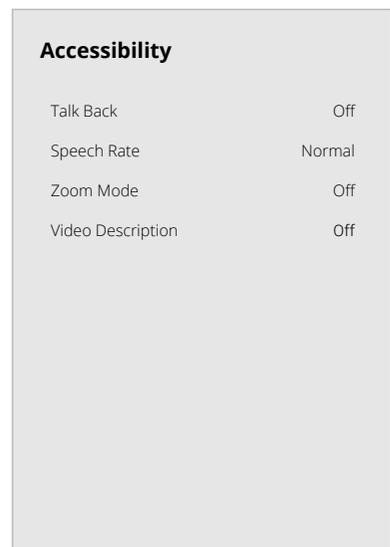 Accessibility
Talk Back Off
Speech Rate Normal
Zoom Mode Off
Video Description Off